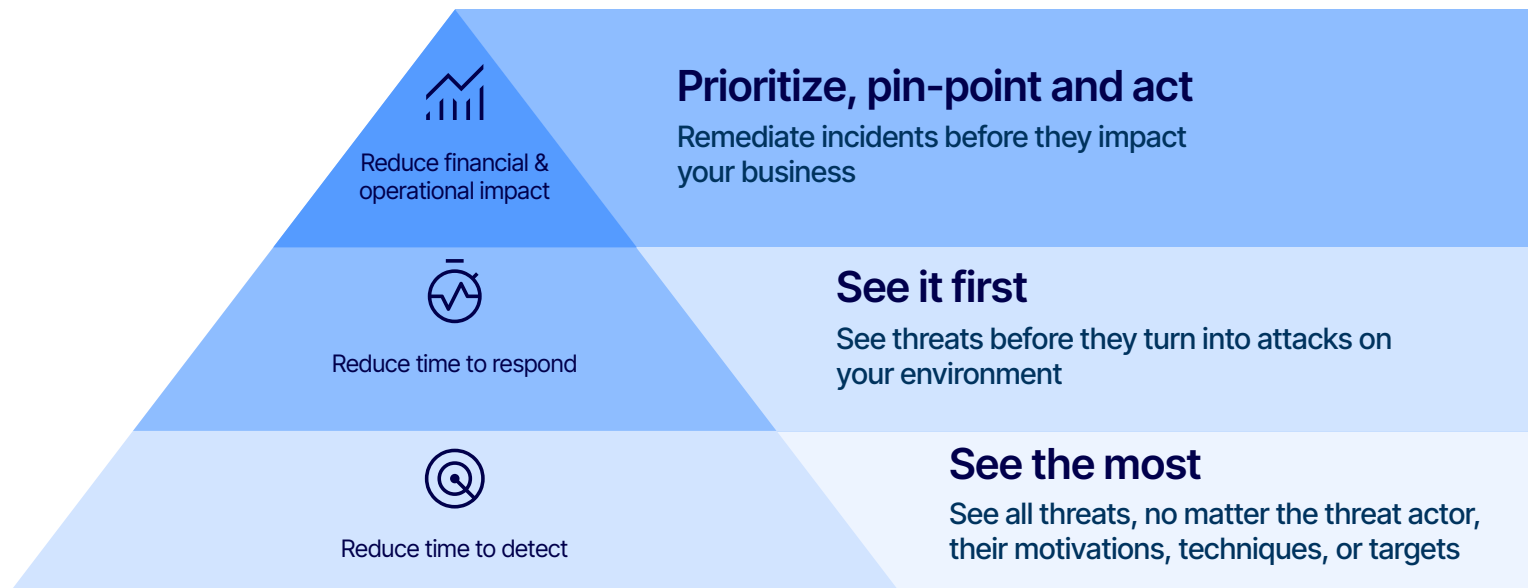 Reduce financial &
operational impact
Prioritize, pin-point and act
Remediate incidents before they impact
your business
Reduce time to respond
See it first
See threats before they turn into attacks on
your environment
Reduce time to detect
See the most
See all threats, no matter the threat actor,
their motivations, techniques, or targets